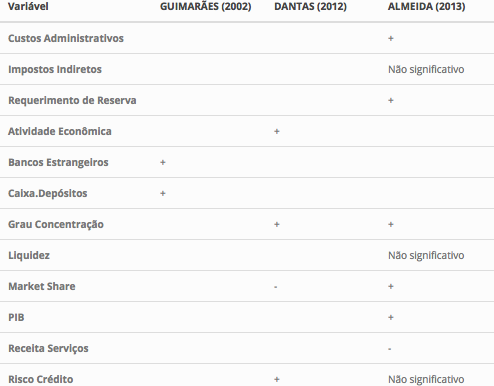 Variável GUIMARÃES (2002) DANTAS (2012) ALMEIDA (2013)
Custos Administrativos +
Impostos Indiretos Não significativo
Requerimento de Reserva +
Atividade Econômica +
Bancos Estrangeiros +
Caixa.Depósitos +
Grau Concentração + +
Liquidez Não significativo
Market Share - +
PIB +
Receita Serviços -
Risco Crédito + Não significativo